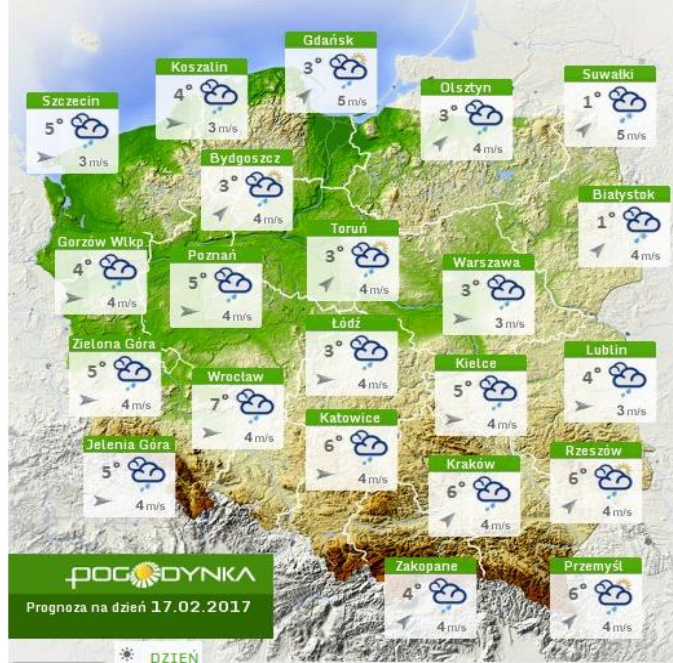 Gdańsk
3°
5 m/s
Koszalin
4°
3 m/s
Suwałki
1°
5 m/s
Olsztyn
3°
4 m/s
Szczecin
5°
3 m/s
Bydgoszcz
3°
4 m/s
Białystok
1°
4 m/s
Toruń
3°
4 m/s
Gorzów Wlkp
4°
4 m/s
Poznań
5°
4 m/s
Warszawa
3°
3 m/s
Łódź
3°
4 m/s
Zielona Góra
5°
4 m/s
Lublin
4°
3 m/s
Kielce
5°
4 m/s
Wrocław
7°
4 m/s
Katowice
6°
4 m/s
Jelenia Góra
5°
4 m/s
Rzeszów
6°
4 m/s
Kraków
6°
4 m/s
Zakopane
4°
4 m/s
Przemyśl
6°
4 m/s
POGODYNKA
Prognoza na dzień 17.02.2017
DZIEŃ